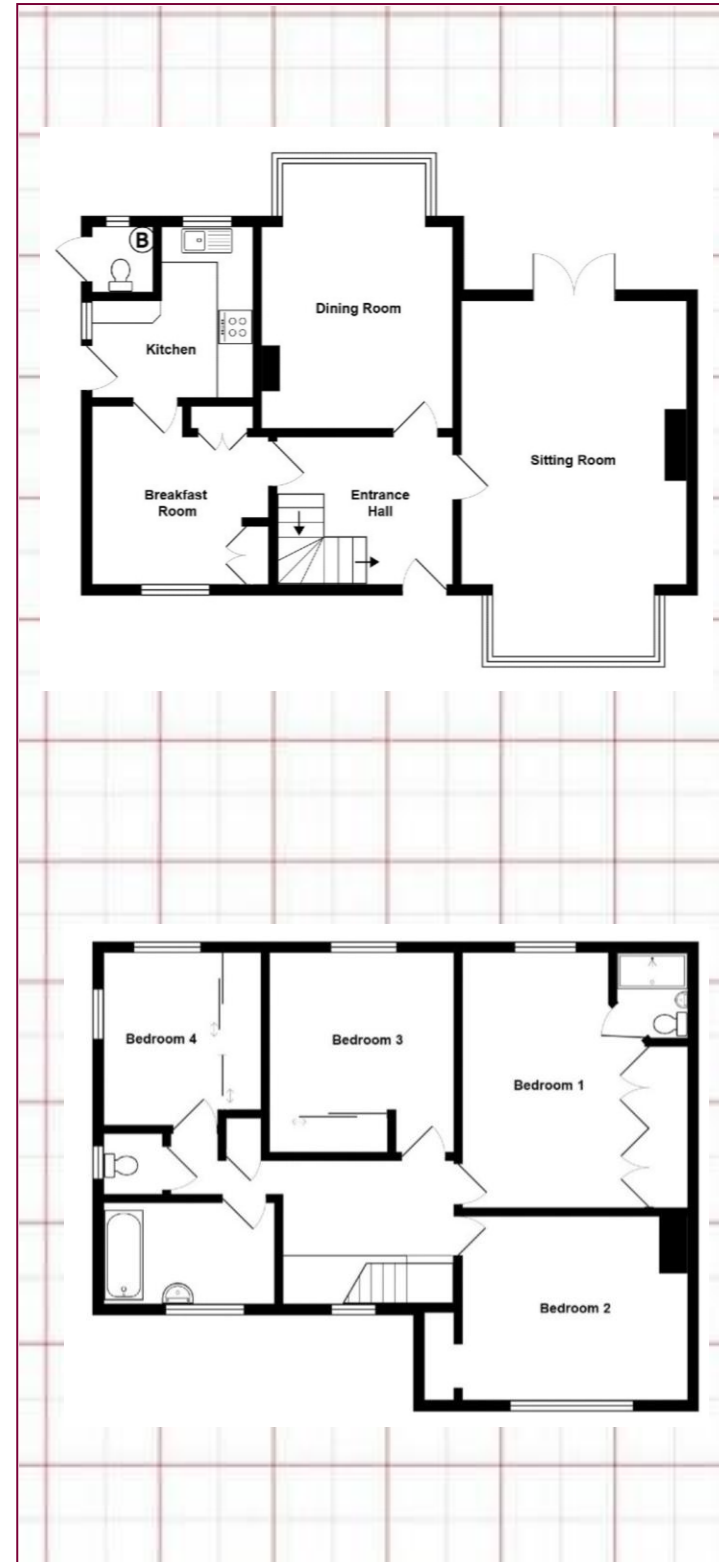 B
Dining Room
Kitchen
Sitting Room
Breakfast
Room
Entrance
Hall
Bedroom 4
Bedroom 3
Bedroom 1
Bedroom 2